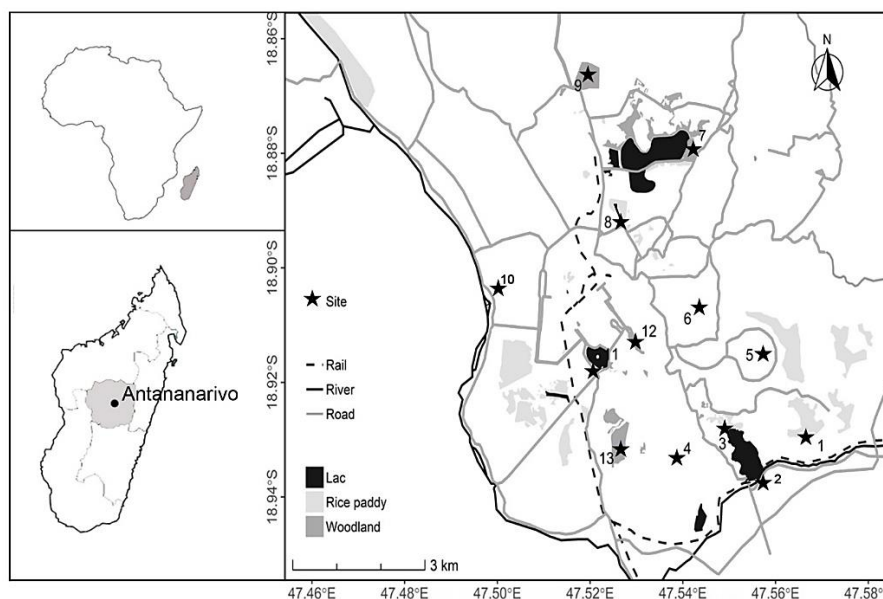 Antananarivo
N
18.86°S
18.88°S
18.90°S
18.92°S
18.94°S
9
7
8
10
6
12
1
5
3
1
13
4
2
Site
Rail
River
Road
Lac
Rice paddy
Woodland
3 km
47.46°E
47.48°E
47.50°E
47.52°E
47.54°E
47.56°E
47.58°